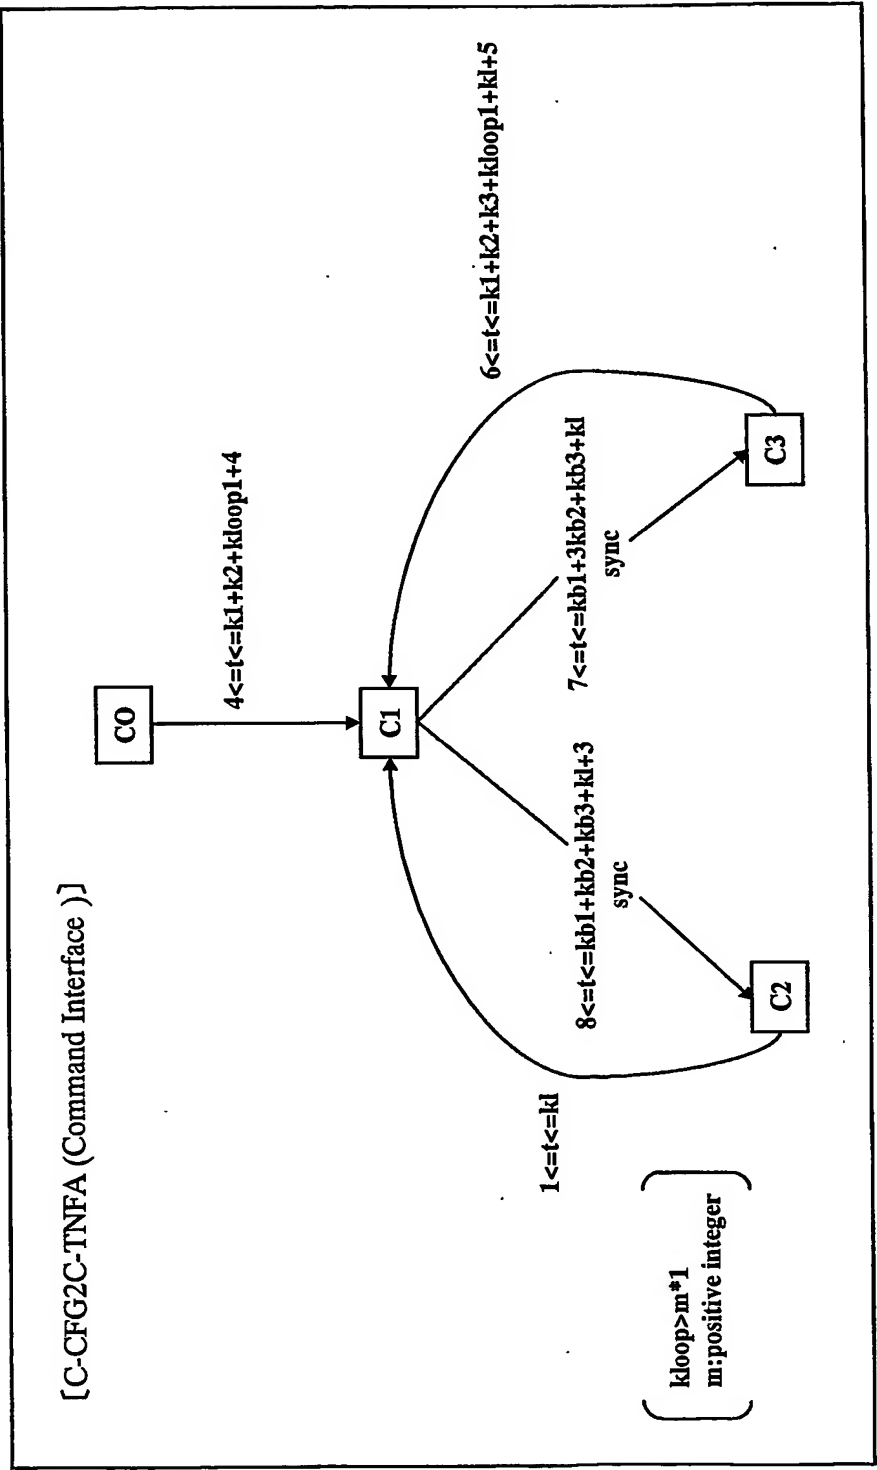 [C-CFG2C-TNFA (Command Interface )]
CO
4<=t<=k1+k2+kloop1+4
C1
6<=t<=k1+k2+k3+kloop1+kl+5
1<=t<=kl
8<=t<=kb1+kb2+kb3+kl+3
sync
7<=t<=kb1+3kb2+kb3+kl
sync
C2
C3
kloop>m*1
m:positive integer